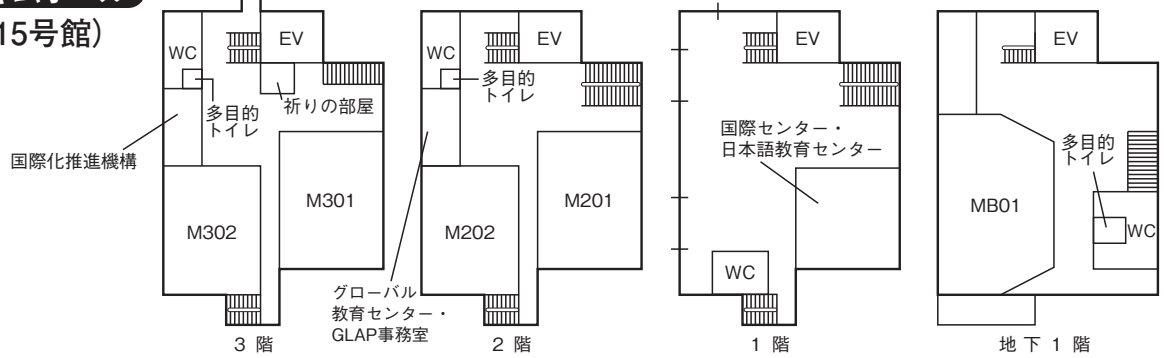 15号館）
WC
EV
多目的
トイレ
祈りの部屋
国際化推進機構
M302
M301
3 階
WC
EV
多目的
トイレ
M202
M201
グローバル
教育センター・
GLAP事務室
2 階
EV
国際センター・
日本語教育センター
WC
1 階
EV
MB01
多目的
トイレ
WC
地 下 1 階